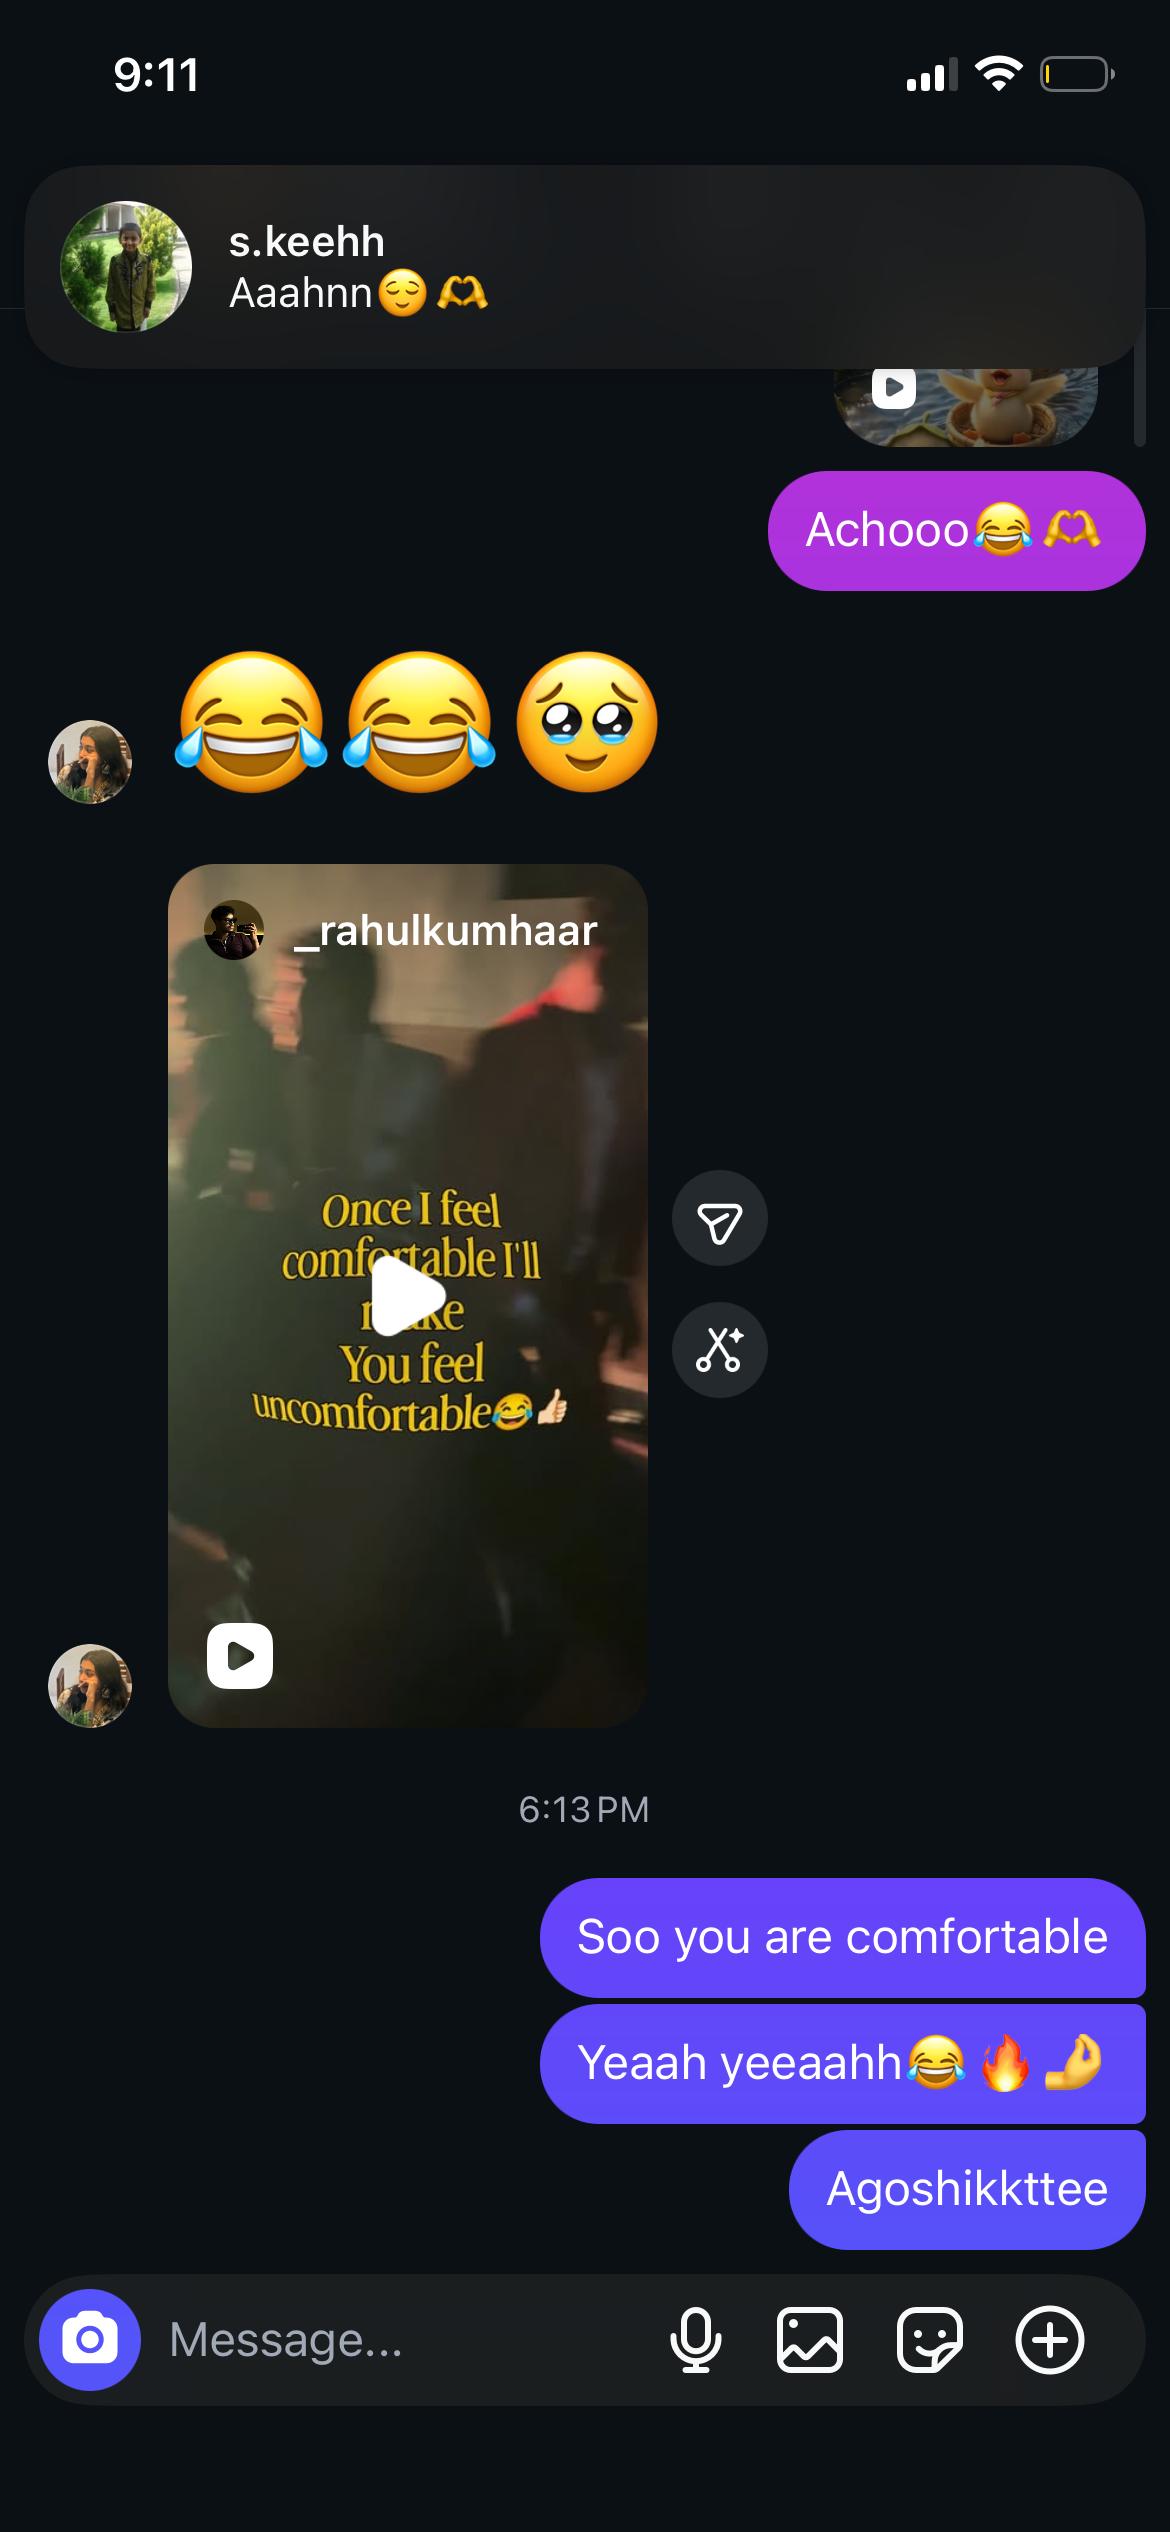 9:11
s.keehh
Aaahnn😌🫶
Achooo😂🫶
😂😂🥹
_rahulkumhaar
Once I feel
comfortable I'll
make
You feel
uncomfortable😂👍🏻
6:13 PM
Soo you are comfortable
Yeaah yeeaahh😂🔥🤌
Agoshikkttee
Message...